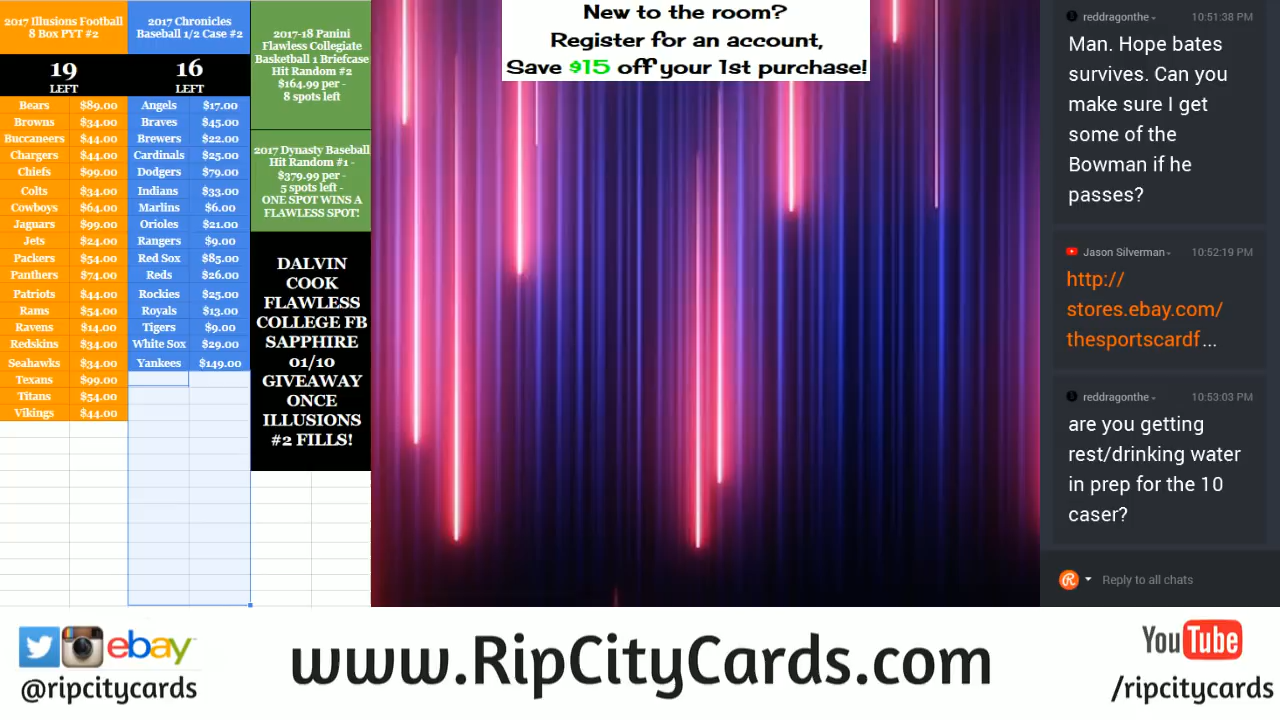 2017 Illusions Football
8 Box PYT #2
19
LEFT
Bears $89.00
Browns $34.00
Buccaneers $44.00
Chargers $44.00
Chiefs $99.00
Colts $34.00
Cowboys $64.00
Jaguars $99.00
Jets $24.00
Packers $54.00
Panthers $74.00
Patriots $44.00
Rams $54.00
Ravens $14.00
Redskins $34.00
Seahawks $34.00
Texans $99.00
Titans $54.00
Vikings $44.00
2017 Chronicles
Baseball 1/2 Case #2
16
LEFT
Angels $17.00
Braves $45.00
Brewers $22.00
Cardinals $25.00
Dodgers $79.00
Indians $33.00
Marlins $6.00
Orioles $21.00
Rangers $9.00
Red Sox $85.00
Reds $26.00
Rockies $25.00
Royals $13.00
Tigers $9.00
White Sox $29.00
Yankees $149.00
2017-18 Panini
Flawless Collegiate
Basketball 1 Briefcase
Hit Random #2
$164.99 per -
8 spots left
2017 Dynasty Baseball
Hit Random #1 -
$379.99 per -
5 spots left -
ONE SPOT WINS A
FLAWLESS SPOT!
DALVIN
COOK
FLAWLESS
COLLEGE FB
SAPPHIRE
01/10
GIVEAWAY
ONCE
ILLUSIONS
#2 FILLS!
New to the room?
Register for an account,
Save $15 off your 1st purchase!
reddragonthe 10:51:38 PM
Man. Hope bates
survives. Can you
make sure I get
some of the
Bowman if he
passes?
Jason Silverman 10:52:19 PM
http://
stores.ebay.com/
thesportscardf...
reddragonthe 10:53:03 PM
are you getting
rest/drinking water
in prep for the 10
caser?
Reply to all chats
ebay
@ripcitycards
www.RipCityCards.com
YouTube
/ripcitycards